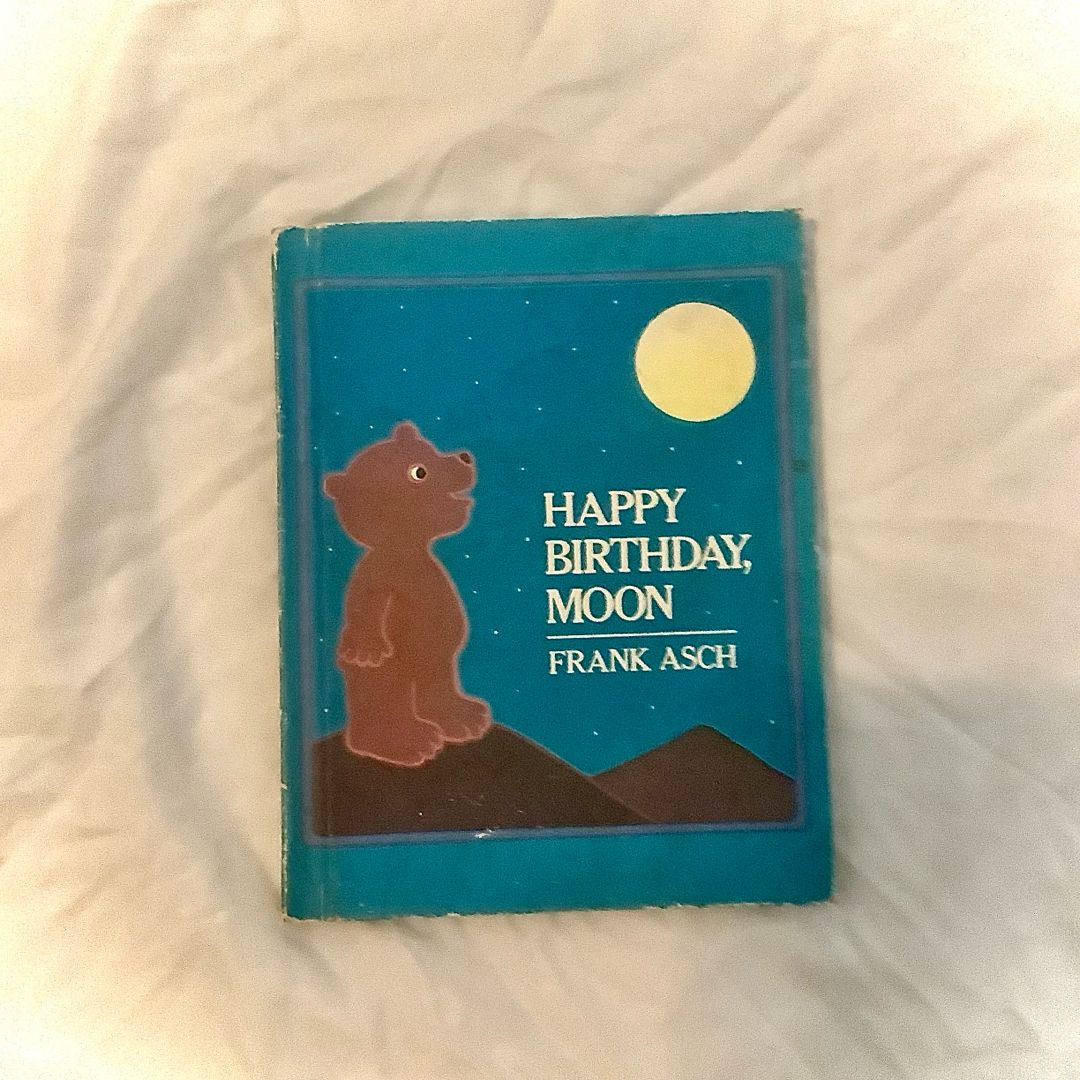 HAPPY
BIRTHDAY,
MOON
FRANK ASCH